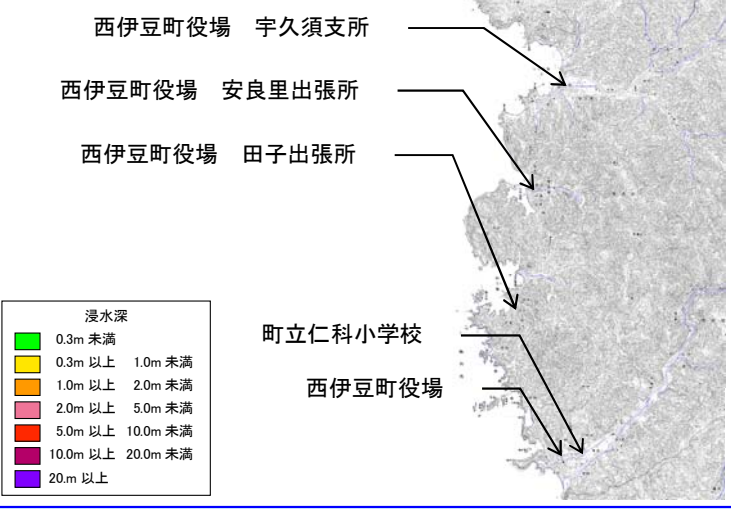 西伊豆町役場　宇久須支所
西伊豆町役場　安良里出張所
西伊豆町役場　田子出張所
町立仁科小学校
西伊豆町役場
浸水深
0.3m 未満
0.3m 以上　1.0m 未満
1.0m 以上　2.0m 未満
2.0m 以上　5.0m 未満
5.0m 以上　10.0m 未満
10.0m 以上　20.0m 未満
20.m 以上